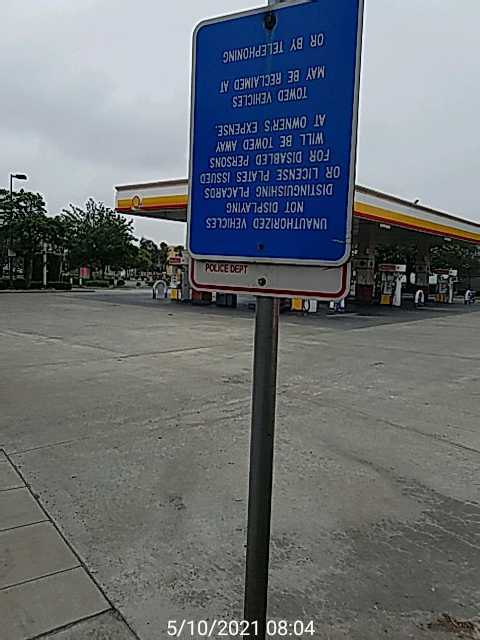 UNAUTHORIZED VEHICLES
NOT DISPLAYING
DISTINGUISHING PLACARDS
OR LICENSE PLATES ISSUED
FOR DISABLED PERSONS
WILL BE TOWED AWAY
AT OWNER'S EXPENSE.
TOWED VEHICLES
MAY BE RECLAIMED AT
OR BY TELEPHONING
POLICE DEPT
5/10/2021 08:04